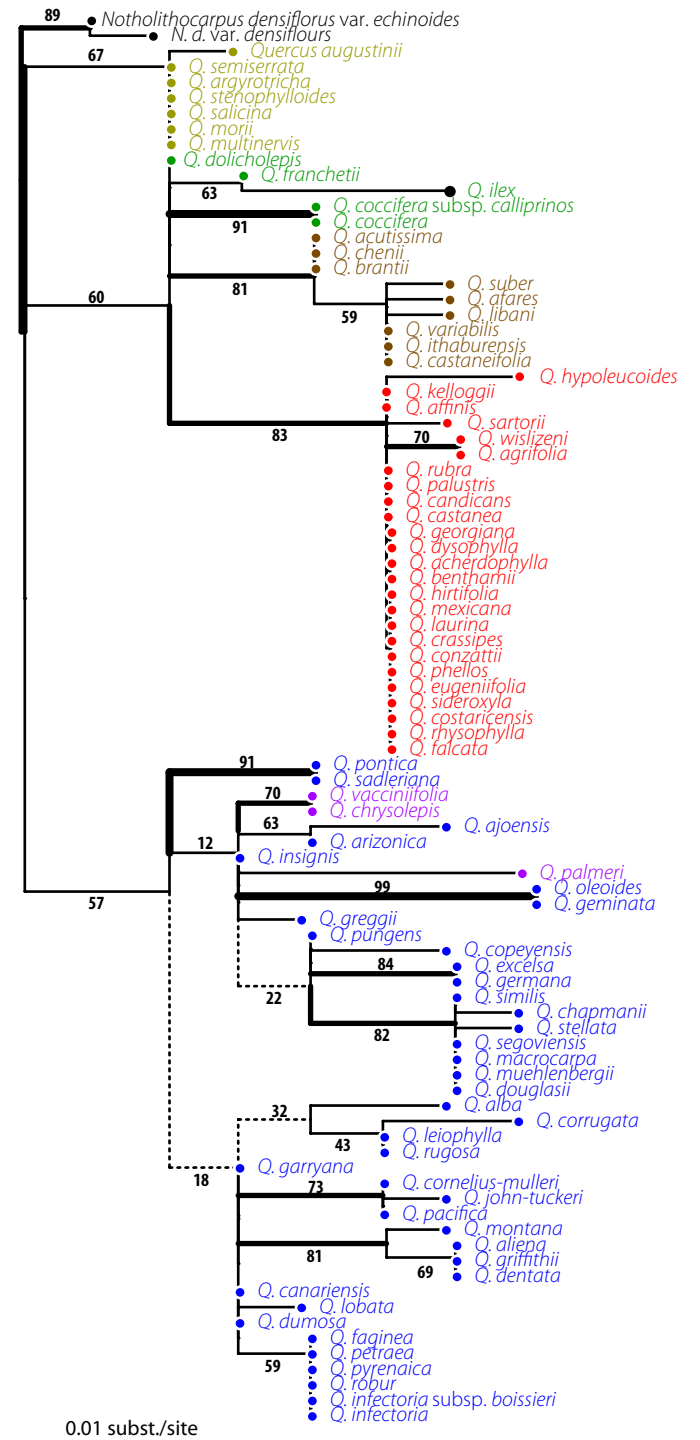 89
Notholithocarpus densiflorus var. echinoides
N. d. var. densiflours
67
Quercus augustinii
Q. semiserrata
Q. argyrotricha
Q. stenophylloides
Q. salicina
Q. morii
Q. multinervis
Q. dolicholepis
Q. franchetii
63
Q. ilex
Q. coccifera subsp. calliprinos
91
Q. coccifera
Q. acutissima
Q. chenii
Q. brantii
81
Q. suber
60
Q. afares
59
Q. libani
Q. variabilis
Q. ithaburensis
Q. castaneifolia
Q. hypoleucoides
Q. kelloggii
Q. affinis
83
Q. sartorii
70
Q. wislizeni
Q. agrifolia
Q. rubra
Q. palustris
Q. candicans
Q. castanea
Q. georgiana
Q. dysophylla
Q. acherdophylla
Q. benthamii
Q. hirtifolia
Q. mexicana
Q. laurina
Q. crassipes
Q. conzattii
Q. phellos
Q. eugeniifolia
Q. sideroxyla
Q. costaricensis
Q. rhysophylla
Q. falcata
91
Q. pontica
Q. sadleriana
70
Q. vacciniifolia
Q. chrysolepis
63
Q. ajoensis
12
Q. arizonica
Q. insignis
Q. palmeri
57
99
Q. oleoides
Q. geminata
Q. greggii
Q. pungens
Q. copeyensis
84
Q. excelsa
Q. germana
22
Q. similis
Q. chapmanii
82
Q. stellata
Q. segoviensis
Q. macrocarpa
Q. muehlenbergii
Q. douglasii
32
Q. alba
Q. corrugata
43
Q. leiophylla
Q. rugosa
18
Q. garryana
73
Q. cornelius-mulleri
Q. john-tuckeri
Q. pacifica
Q. montana
81
Q. aliena
69
Q. griffithii
Q. dentata
Q. canariensis
Q. lobata
Q. dumosa
Q. faginea
59
Q. petraea
Q. pyrenaica
Q. robur
Q. infectoria subsp. boissieri
Q. infectoria
0.01 subst./site